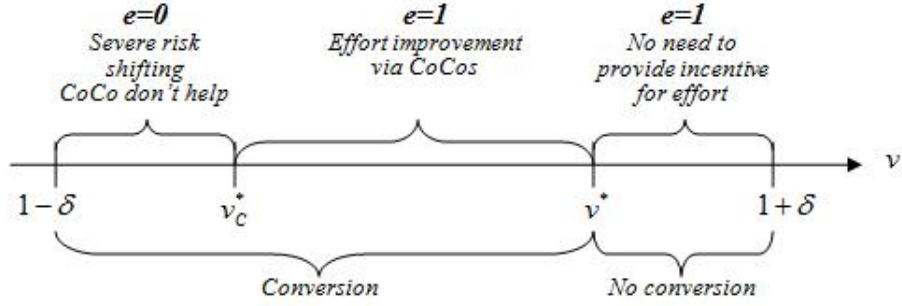 e=0
Severe risk
shifting
CoCo don't help
e=1
Effort improvement
via CoCos
e=1
No need to
provide incentive
for effort
v
1−δ
v*C
v*
1+δ
Conversion
No conversion